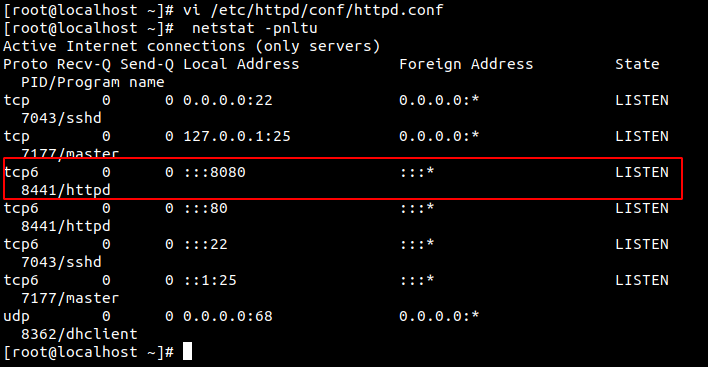 [root@localhost ~]# vi /etc/httpd/conf/httpd.conf
[root@localhost ~]#  netstat -pnltu
Active Internet connections (only servers)
Proto Recv-Q Send-Q Local Address           Foreign Address         State
  PID/Program name
tcp        0      0 0.0.0.0:22              0.0.0.0:*               LISTEN
  7043/sshd
tcp        0      0 127.0.0.1:25            0.0.0.0:*               LISTEN
  7177/master
tcp6       0      0 :::8080                 :::*                    LISTEN
  8441/httpd
tcp6       0      0 :::80                   :::*                    LISTEN
  8441/httpd
tcp6       0      0 :::22                   :::*                    LISTEN
  7043/sshd
tcp6       0      0 ::1:25                  :::*                    LISTEN
  7177/master
udp        0      0 0.0.0.0:68              0.0.0.0:*
  8362/dhclient
[root@localhost ~]#